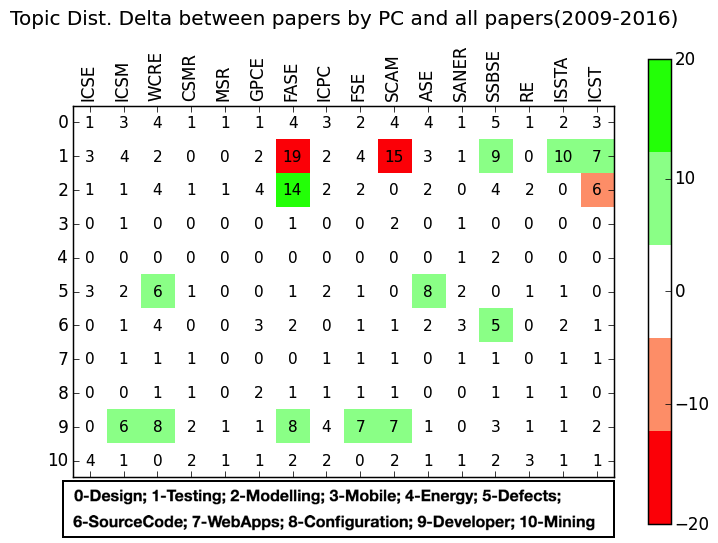 Topic Dist. Delta between papers by PC and all papers(2009-2016)
ICSE ICSM WCRE CSMR MSR GPCE FASE ICPC FSE SCAM ASE SANER SSBSE RE ISSTA ICST
0 1 3 4 1 1 1 4 3 2 4 4 1 5 1 2 3
1 3 4 2 0 0 2 19 2 4 15 3 1 9 0 10 7
2 1 1 4 1 1 4 14 2 2 0 2 0 4 2 0 6
3 0 1 0 0 0 0 1 0 0 2 0 1 0 0 0 0
4 0 0 0 0 0 0 0 0 0 0 0 1 2 0 0 0
5 3 2 6 1 0 0 1 2 1 0 8 2 0 1 1 0
6 0 1 4 0 0 3 2 0 1 1 2 3 5 0 2 1
7 0 1 1 1 0 0 0 1 1 1 0 1 1 0 1 0
8 0 0 1 1 0 2 1 1 1 1 0 0 1 1 1 0
9 0 6 8 2 1 1 8 4 7 7 1 0 3 1 1 2
10 4 1 0 2 1 1 2 2 0 2 1 1 2 3 1 1
20
10
0
−10
−20
0-Design; 1-Testing; 2-Modelling; 3-Mobile; 4-Energy; 5-Defects;
6-SourceCode; 7-WebApps; 8-Configuration; 9-Developer; 10-Mining